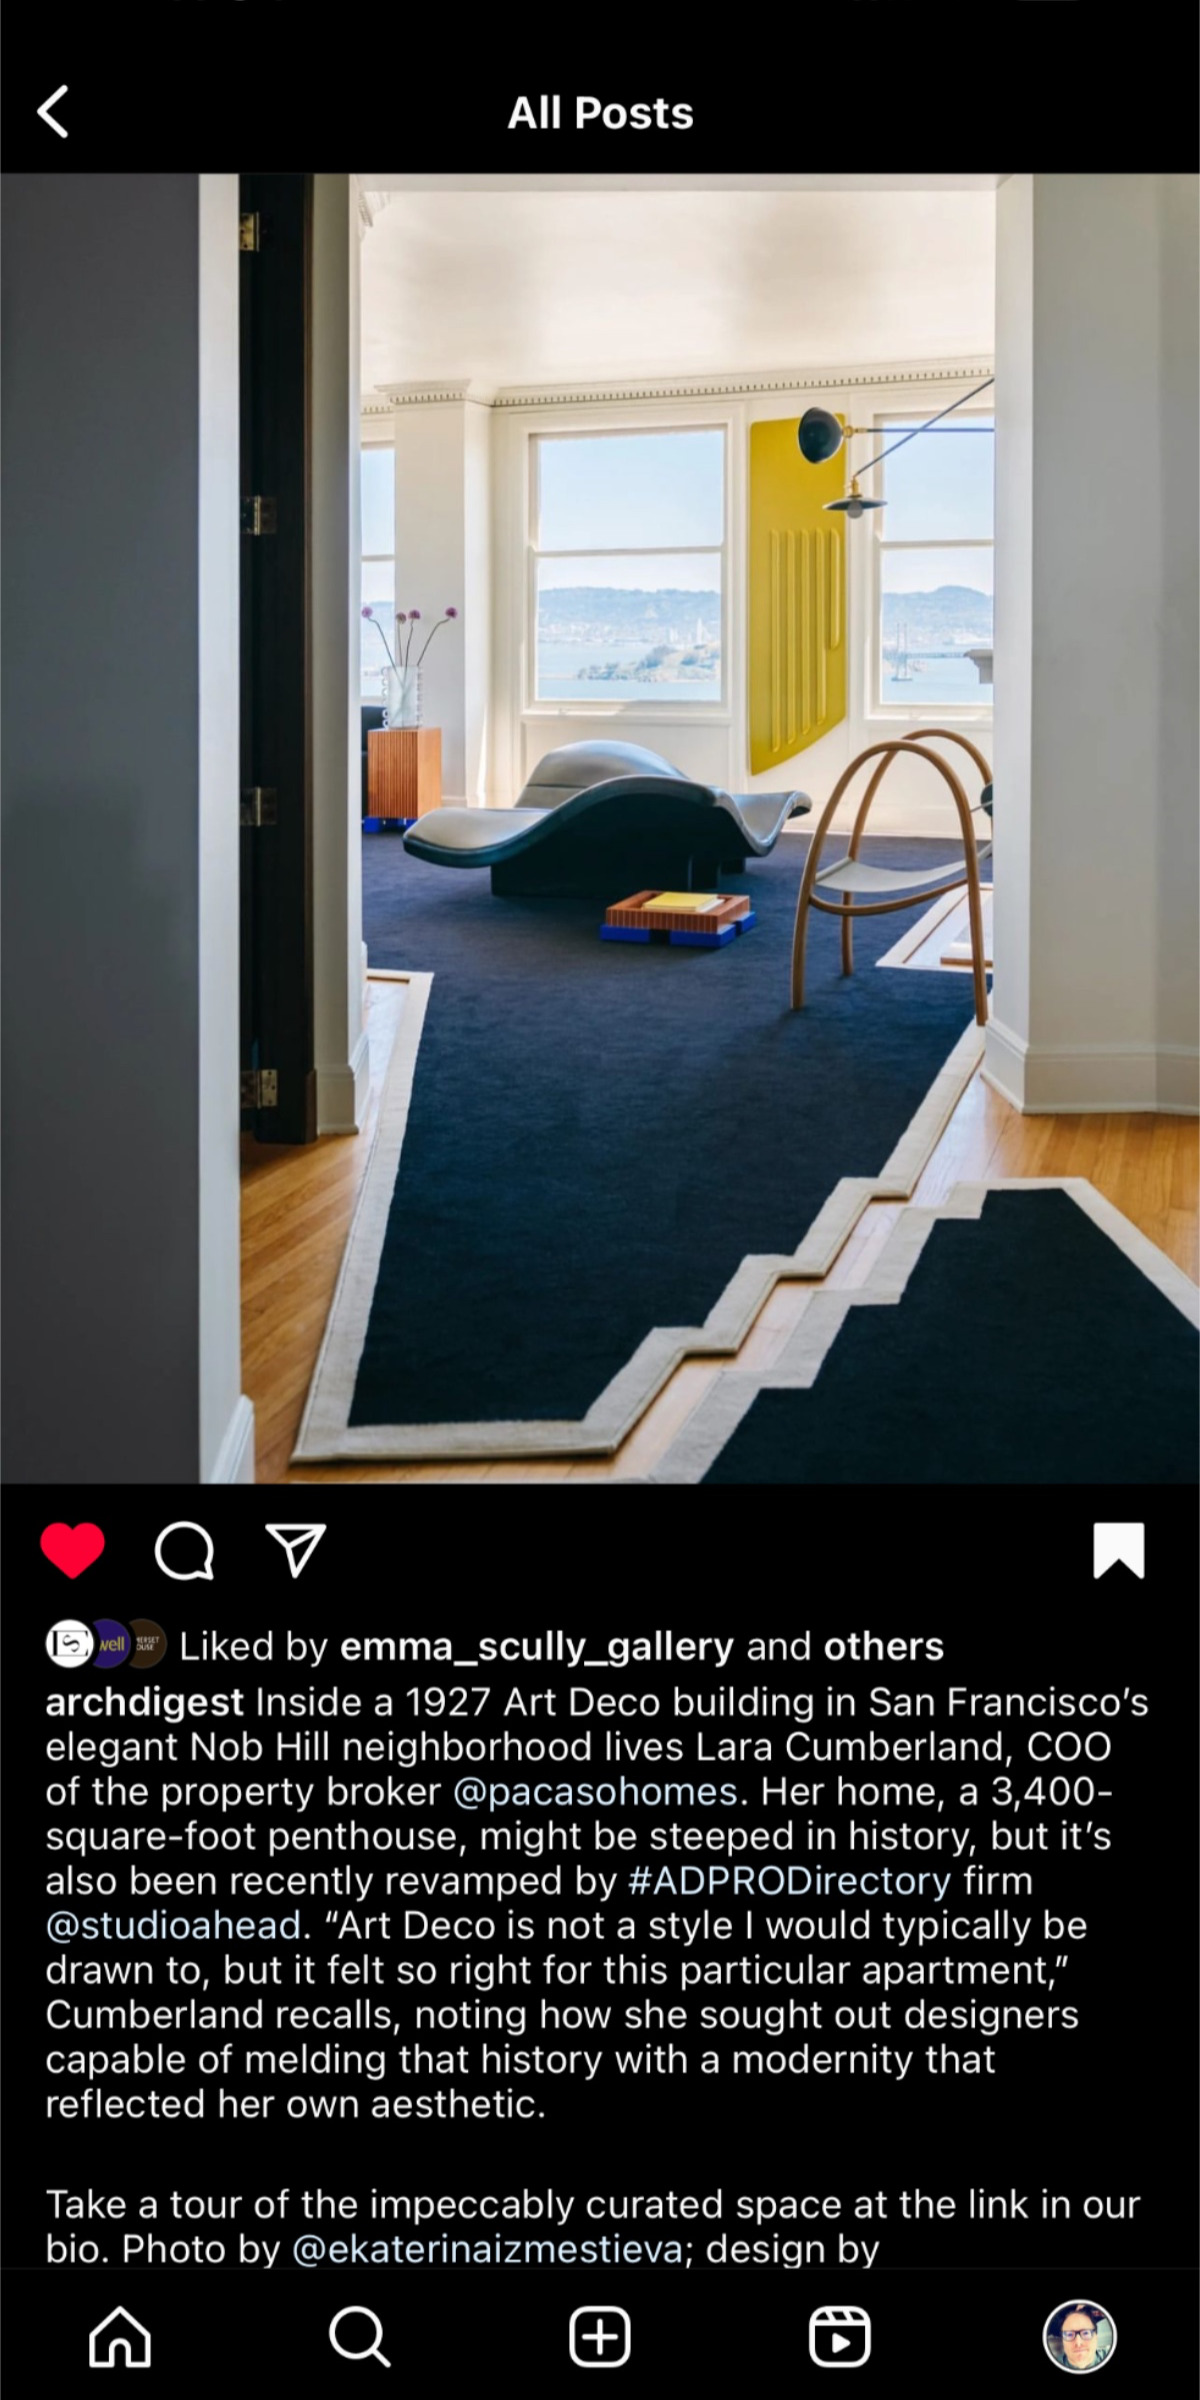 All Posts
well
Liked by emma_scully_gallery and others
archdigest Inside a 1927 Art Deco building in San Francisco’s
elegant Nob Hill neighborhood lives Lara Cumberland, COO
of the property broker @pacasohomes. Her home, a 3,400-
square-foot penthouse, might be steeped in history, but it’s
also been recently revamped by #ADPRODirectory firm
@studioahead. “Art Deco is not a style I would typically be
drawn to, but it felt so right for this particular apartment,”
Cumberland recalls, noting how she sought out designers
capable of melding that history with a modernity that
reflected her own aesthetic.
Take a tour of the impeccably curated space at the link in our
bio. Photo by @ekaterinaizmestieva; design by